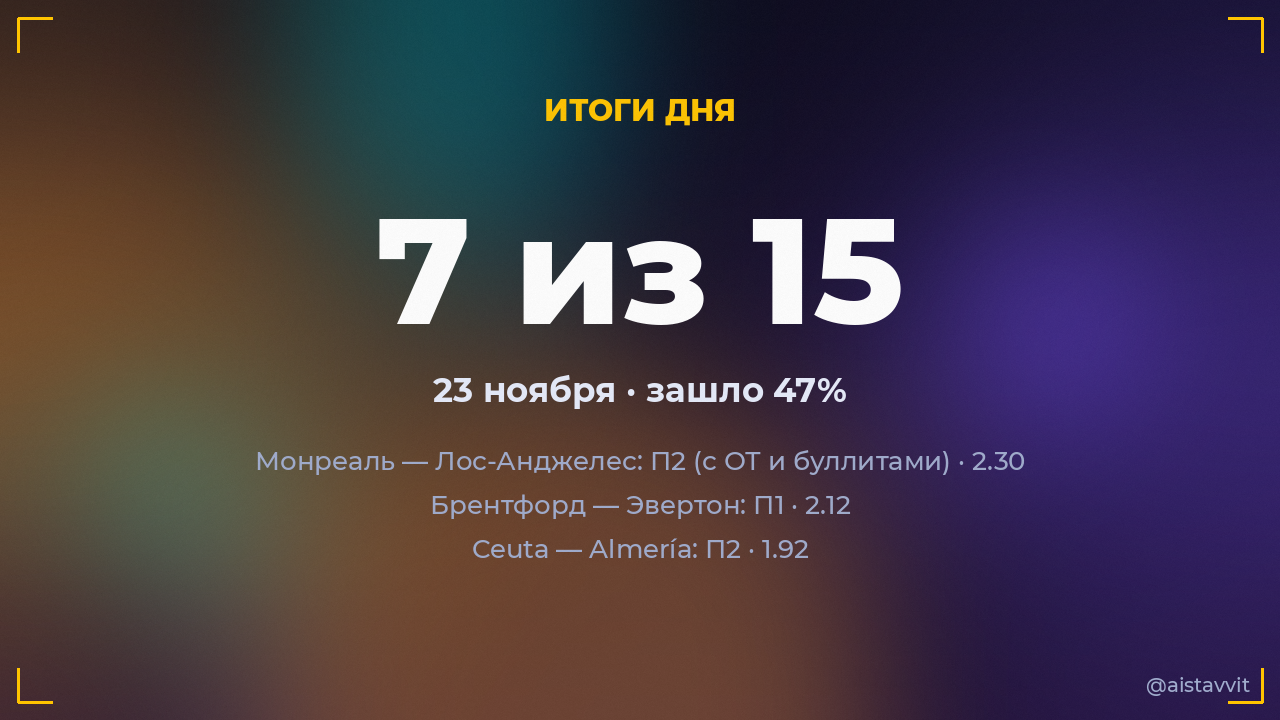 ИТОГИ ДНЯ
7 из 15
23 ноября · зашло 47%
Монреаль — Лос-Анджелес: П2 (с ОТ и буллитами) · 2.30
Брентфорд — Эвертон: П1 · 2.12
Ceuta — Almería: П2 · 1.92
@aistavvit